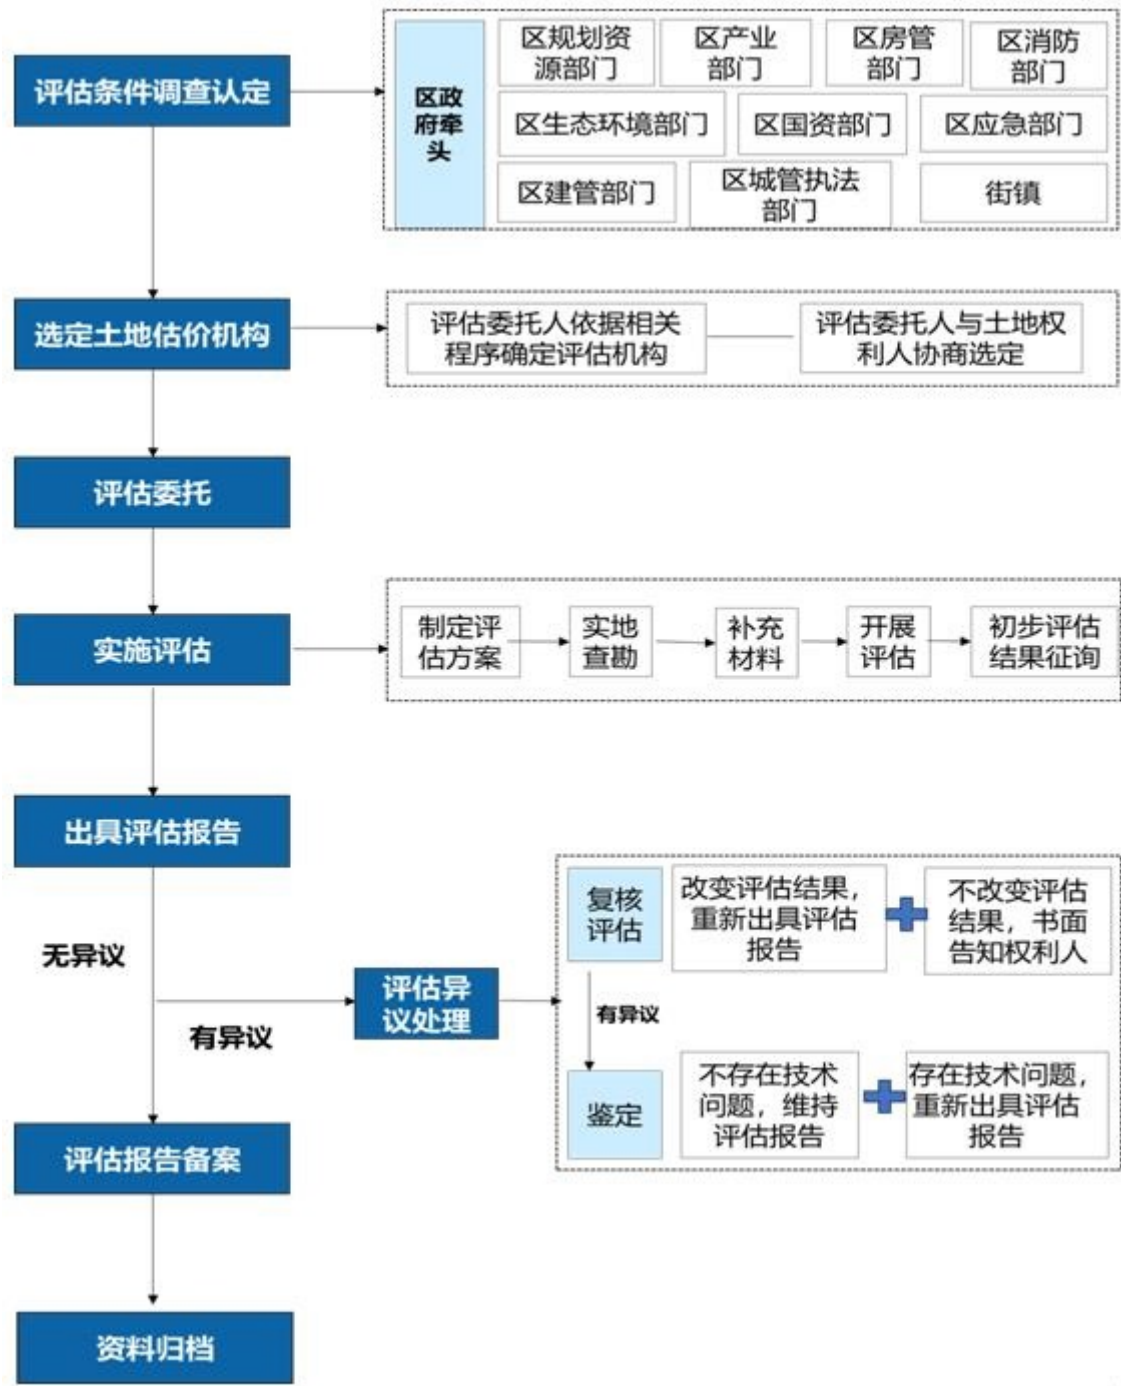 评估条件调查认定
区政
府牵
头
区规划资
源部门
区产业
部门
区房管
部门
区消防
部门
区生态环境部门
区国资部门
区应急部门
区建管部门
区城管执法
部门
街镇
选定土地估价机构
评估委托人依据相关
程序确定评估机构
评估委托人与土地权
利人协商选定
评估委托
实施评估
制定评
估方案
实地
查勘
补充
材料
开展
评估
初步评估
结果征询
出具评估报告
无异议
有异议
评估异
议处理
复核
评估
改变评估结果，
重新出具评估
报告
不改变评估
结果，书面
告知权利人
有异议
鉴定
不存在技术
问题，维持
评估报告
存在技术问题，
重新出具评估
报告
评估报告备案
资料归档